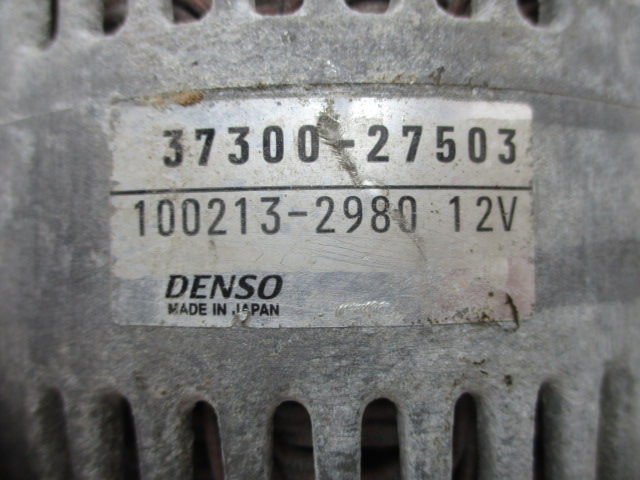 37300-27503
100213-2980 12V
DENSO
MADE IN JAPAN